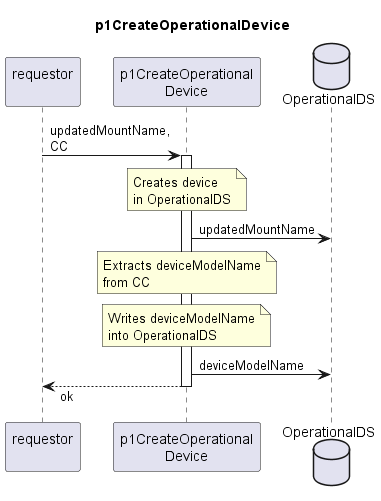 p1CreateOperationalDevice
requestor
p1CreateOperational
Device
OperationalDS
updatedMountName,
CC
Creates device
in OperationalDS
updatedMountName
Extracts deviceModelName
from CC
Writes deviceModelName
into OperationalDS
deviceModelName
ok
requestor
p1CreateOperational
Device
OperationalDS